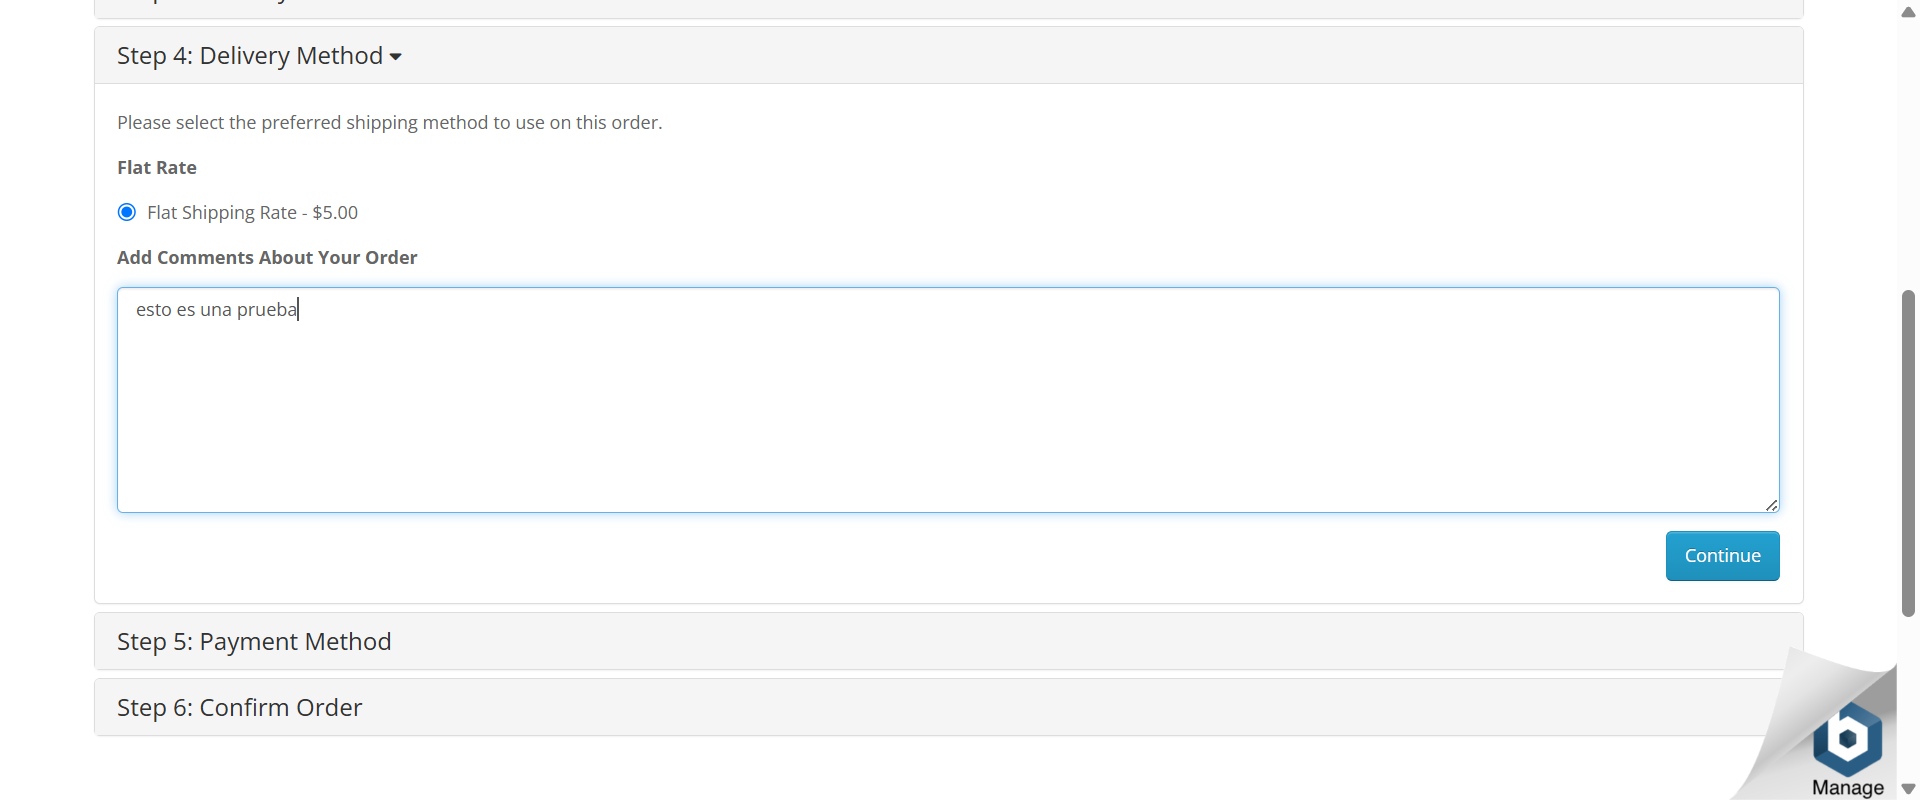 Step 4: Delivery Method
Please select the preferred shipping method to use on this order.
Flat Rate
Flat Shipping Rate - $5.00
Add Comments About Your Order
esto es una prueba
Continue
Step 5: Payment Method
Step 6: Confirm Order
Manage